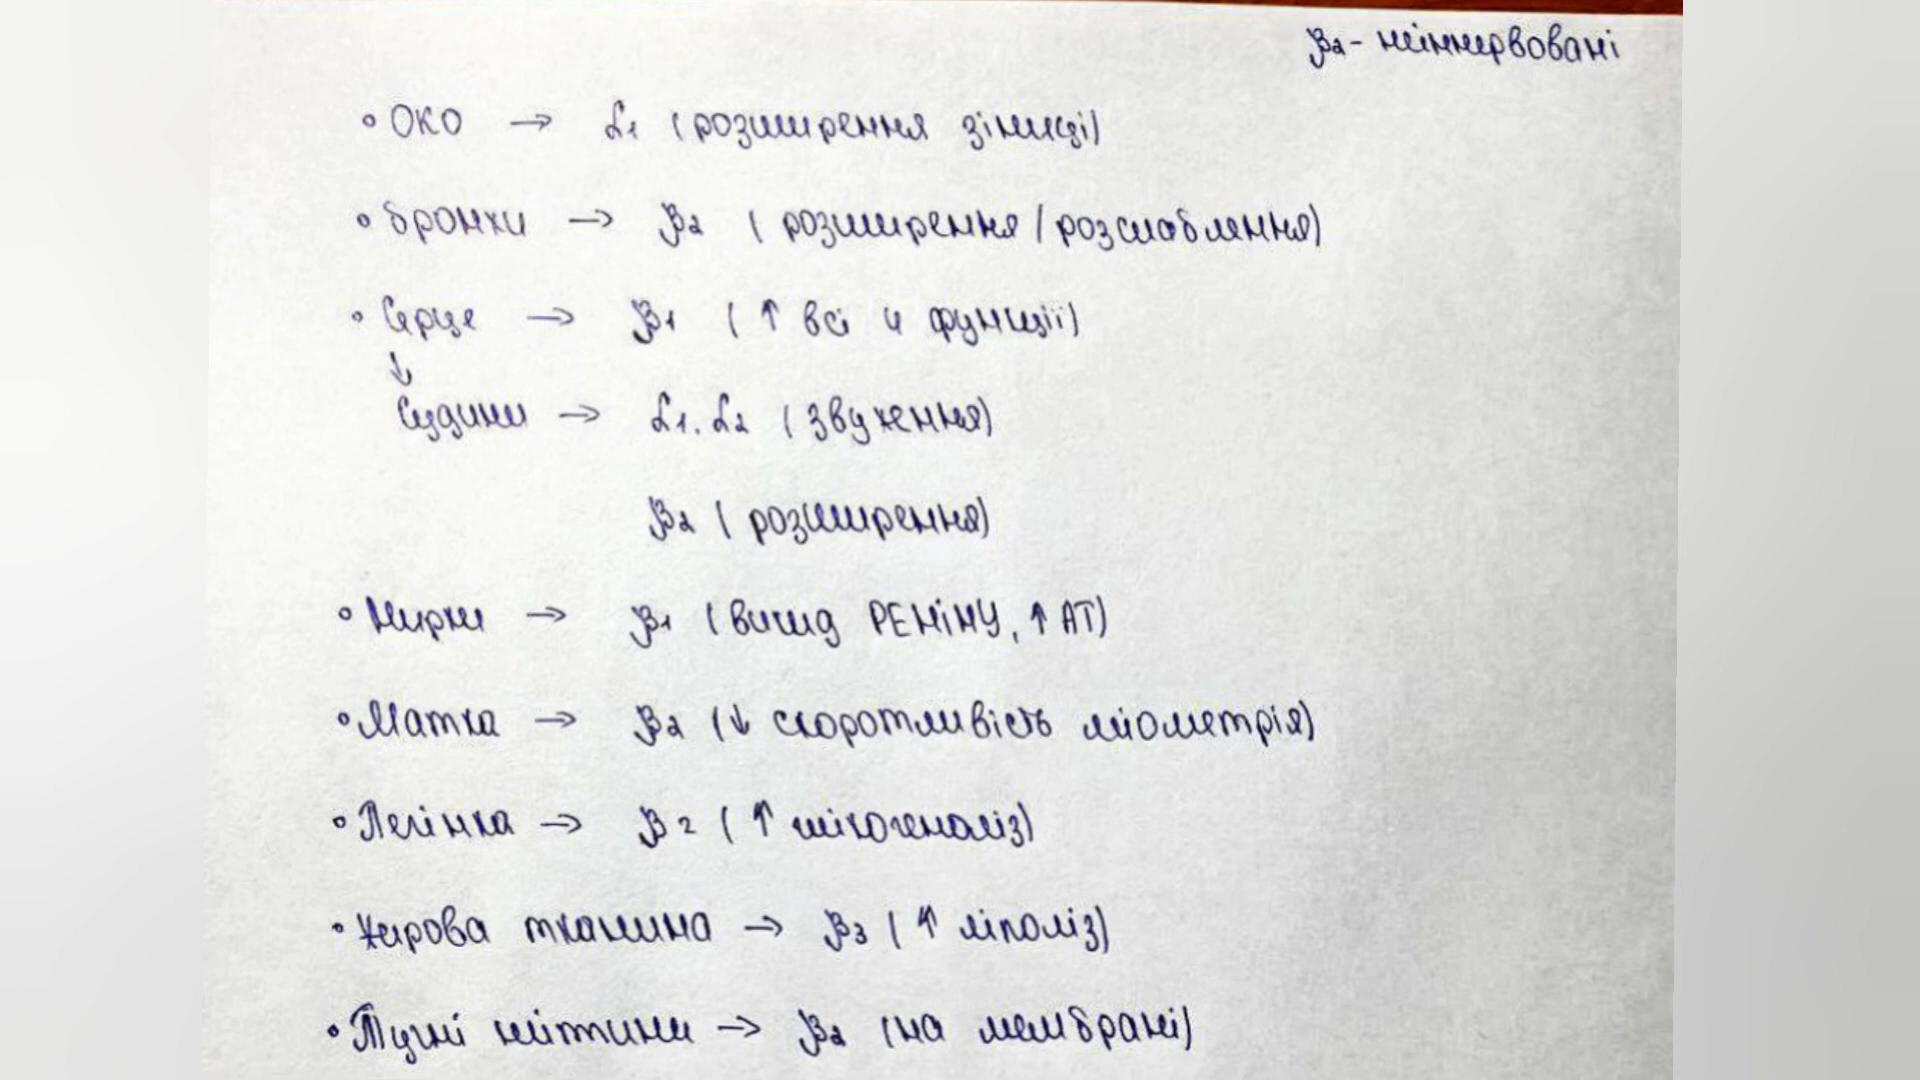 β2 - неіннервовані
• ОКО → α1 (розширення зіниці)
• Бронхи → β2 (розширення / розслаблення)
• Серце → β1 (↑ всі 4 функції)
↓
Судини → α1, α2 (звуження)
β2 (розширення)
• Нирки → β1 (викид РЕНІНУ, ↑ АТ)
• Матка → β2 (↓ скоротливість міометрія)
• Печінка → β2 (↑ глікогеноліз)
• Жирова тканина → β3 (↑ ліполіз)
• Тучні клітини → β2 (на мембрані)